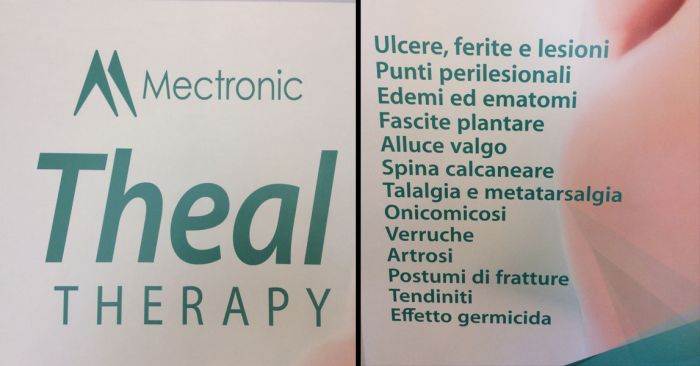 Mectronic
Theal
THERAPY
Ulcere, ferite e lesioni
Punti perilesionali
Edemi ed ematomi
Fascite plantare
Alluce valgo
Spina calcaneare
Talalgia e metatarsalgia
Onicomicosi
Verruche
Artrosi
Postumi di fratture
Tendiniti
Effetto germicida